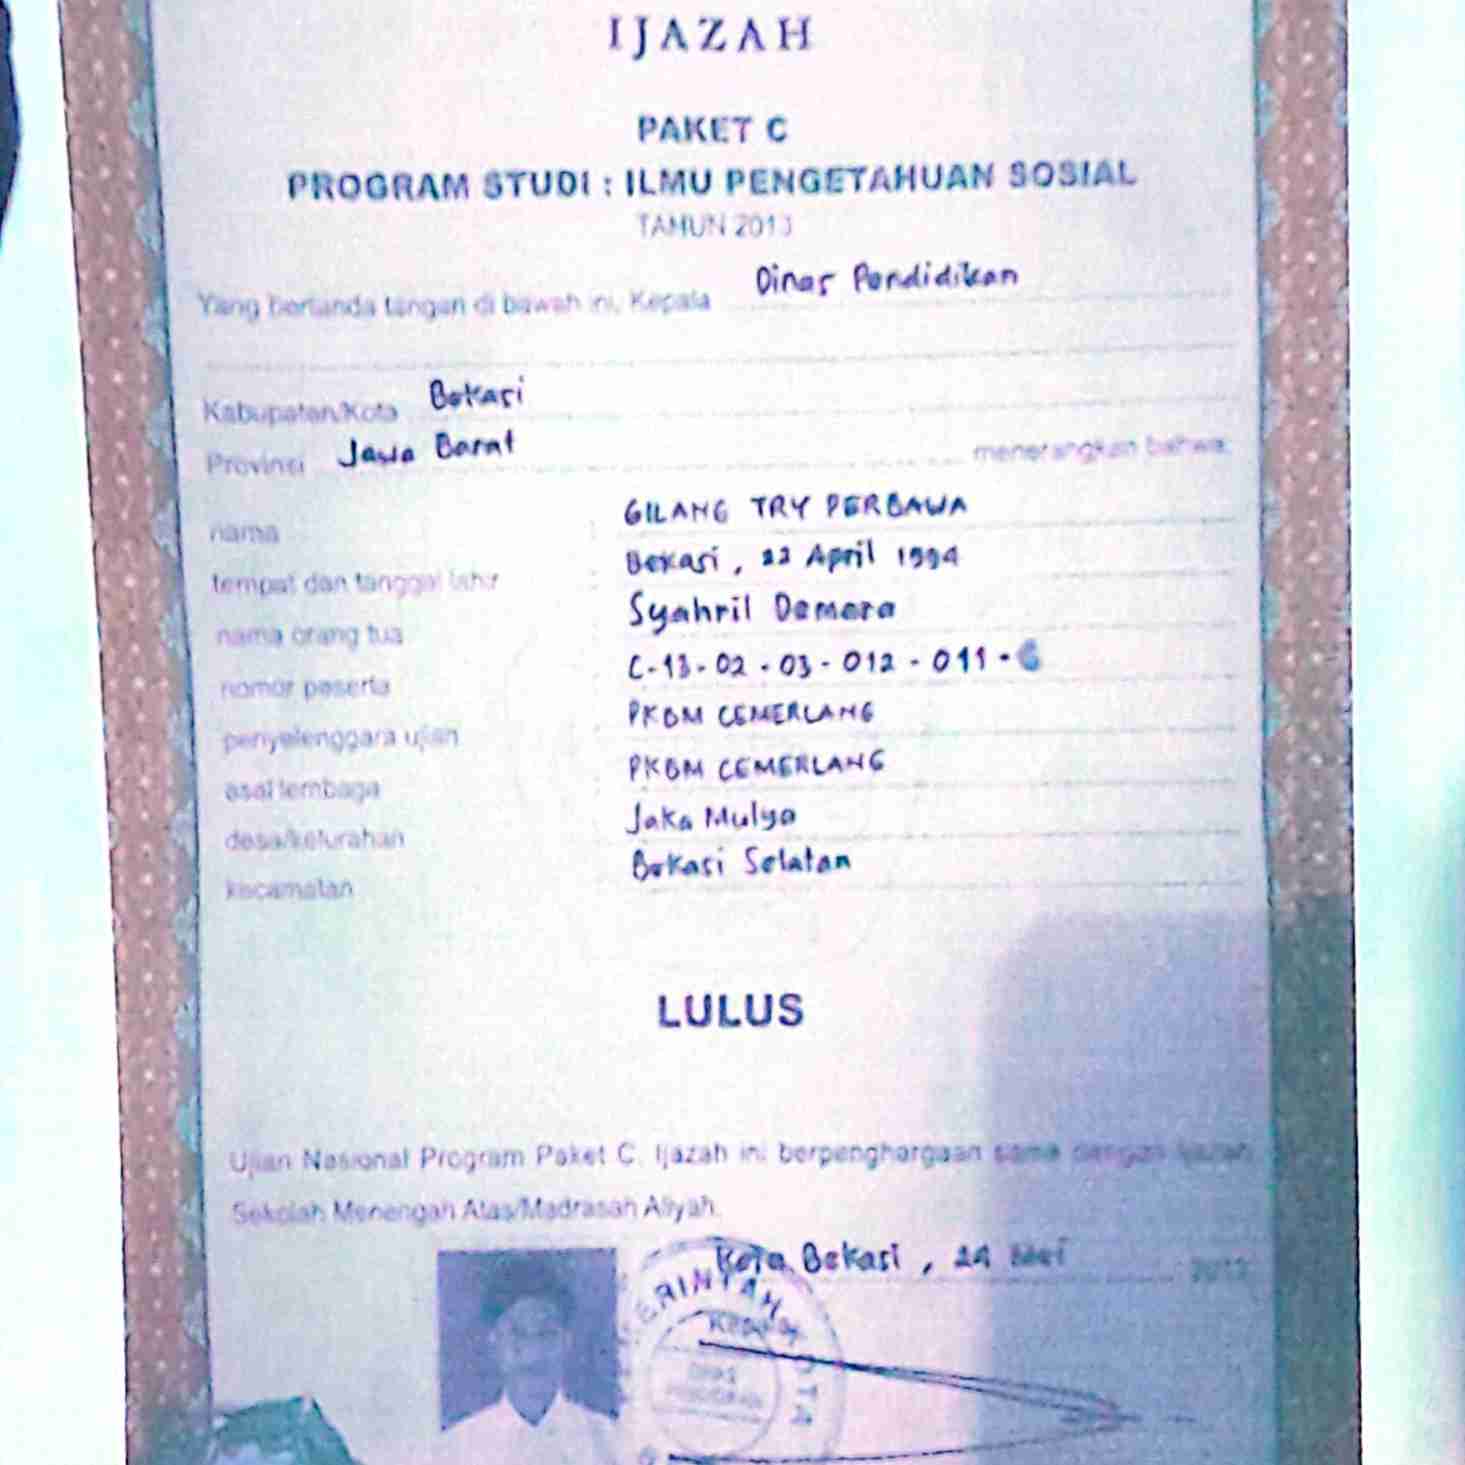 IJAZAH
PAKET C
PROGRAM STUDI : ILMU PENGETAHUAN SOSIAL
TAHUN 2013
Yang bertanda tangan di bawah ini, Kepala Dinas Pendidikan
Kabupaten/Kota Bekasi
Provinsi Jawa Barat menerangkan bahwa:
nama : GILANG TRY PERBAWA
tempat dan tanggal lahir : Bekasi, 22 April 1994
nama orang tua : Syahril Demara
nomor peserta : C-13-02-03-012-011-6
penyelenggara ujian : PKBM CEMERLANG
asal lembaga : PKBM CEMERLANG
desa/kelurahan : Jaka Mulya
kecamatan : Bekasi Selatan
LULUS
Ujian Nasional Program Paket C. Ijazah ini berpenghargaan sama dengan Ijazah
Sekolah Menengah Atas/Madrasah Aliyah.
Kota Bekasi, 24 Mei 2013
Kepala
DINAS
PENDIDIKAN